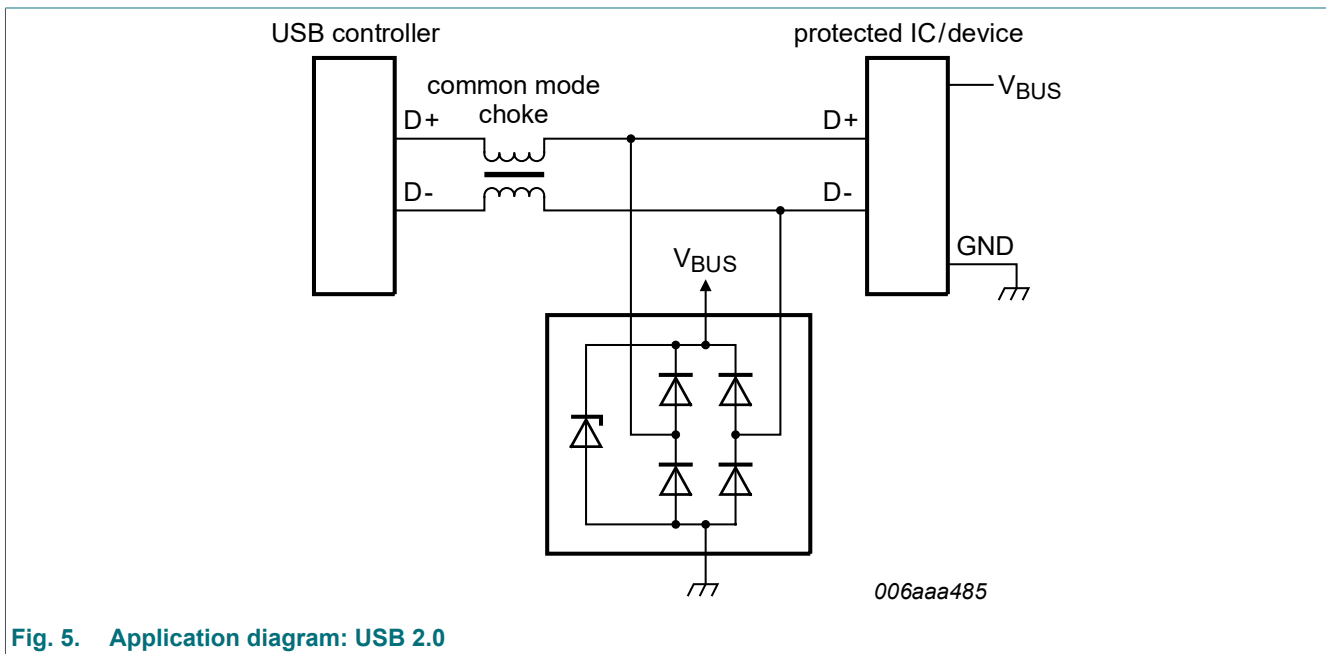 USB controller
protected IC/device
common mode
choke
VBUS
D+
D+
D-
D-
GND
VBUS
006aaa485
Fig. 5. Application diagram: USB 2.0